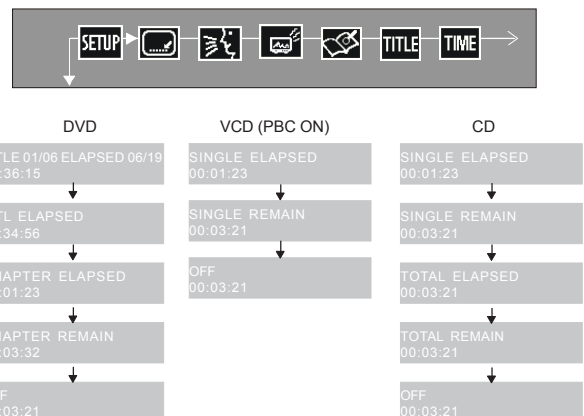 SETUP TITLE TIME
DVD
TLE 01/06 ELAPSED 06/19
:36:15
TL ELAPSED
:34:56
APTER ELAPSED
:01:23
APTER REMAIN
:03:32
F
:03:21
VCD (PBC ON)
SINGLE ELAPSED
00:01:23
SINGLE REMAIN
00:03:21
OFF
00:03:21
CD
SINGLE ELAPSED
00:01:23
SINGLE REMAIN
00:03:21
TOTAL ELAPSED
00:03:21
TOTAL REMAIN
00:03:21
OFF
00:03:21